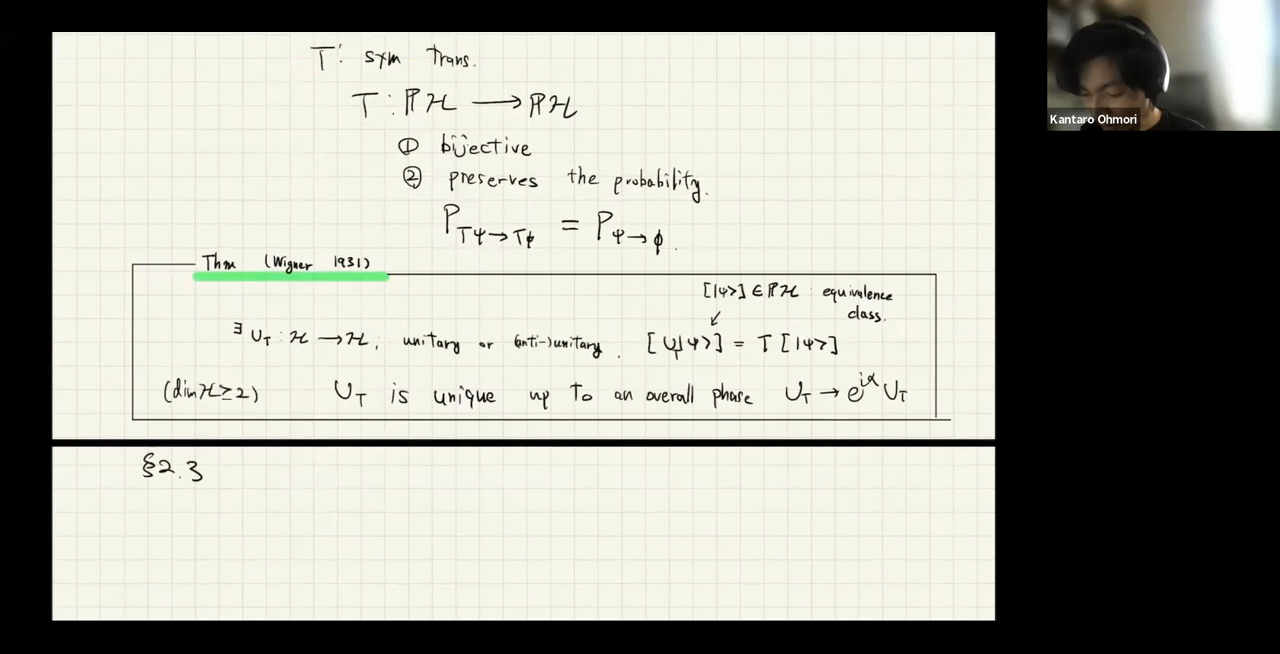 T: sym trans.
T: ℙℋ ⟶ ℙℋ
① bijective
② preserves the probability.
P_{Tψ→Tϕ} = P_{ψ→ϕ}.
Thm (Wigner 1931)
[|ψ>] ∈ ℙℋ : equivalence class.
↙
∃ U_T : ℋ → ℋ; unitary or (anti-)unitary. [U_T|ψ>] = T[|ψ>]
(dim ℋ ≥ 2) U_T is unique up to an overall phase U_T → e^{iα} U_T
§2.3
Kantaro Ohmori